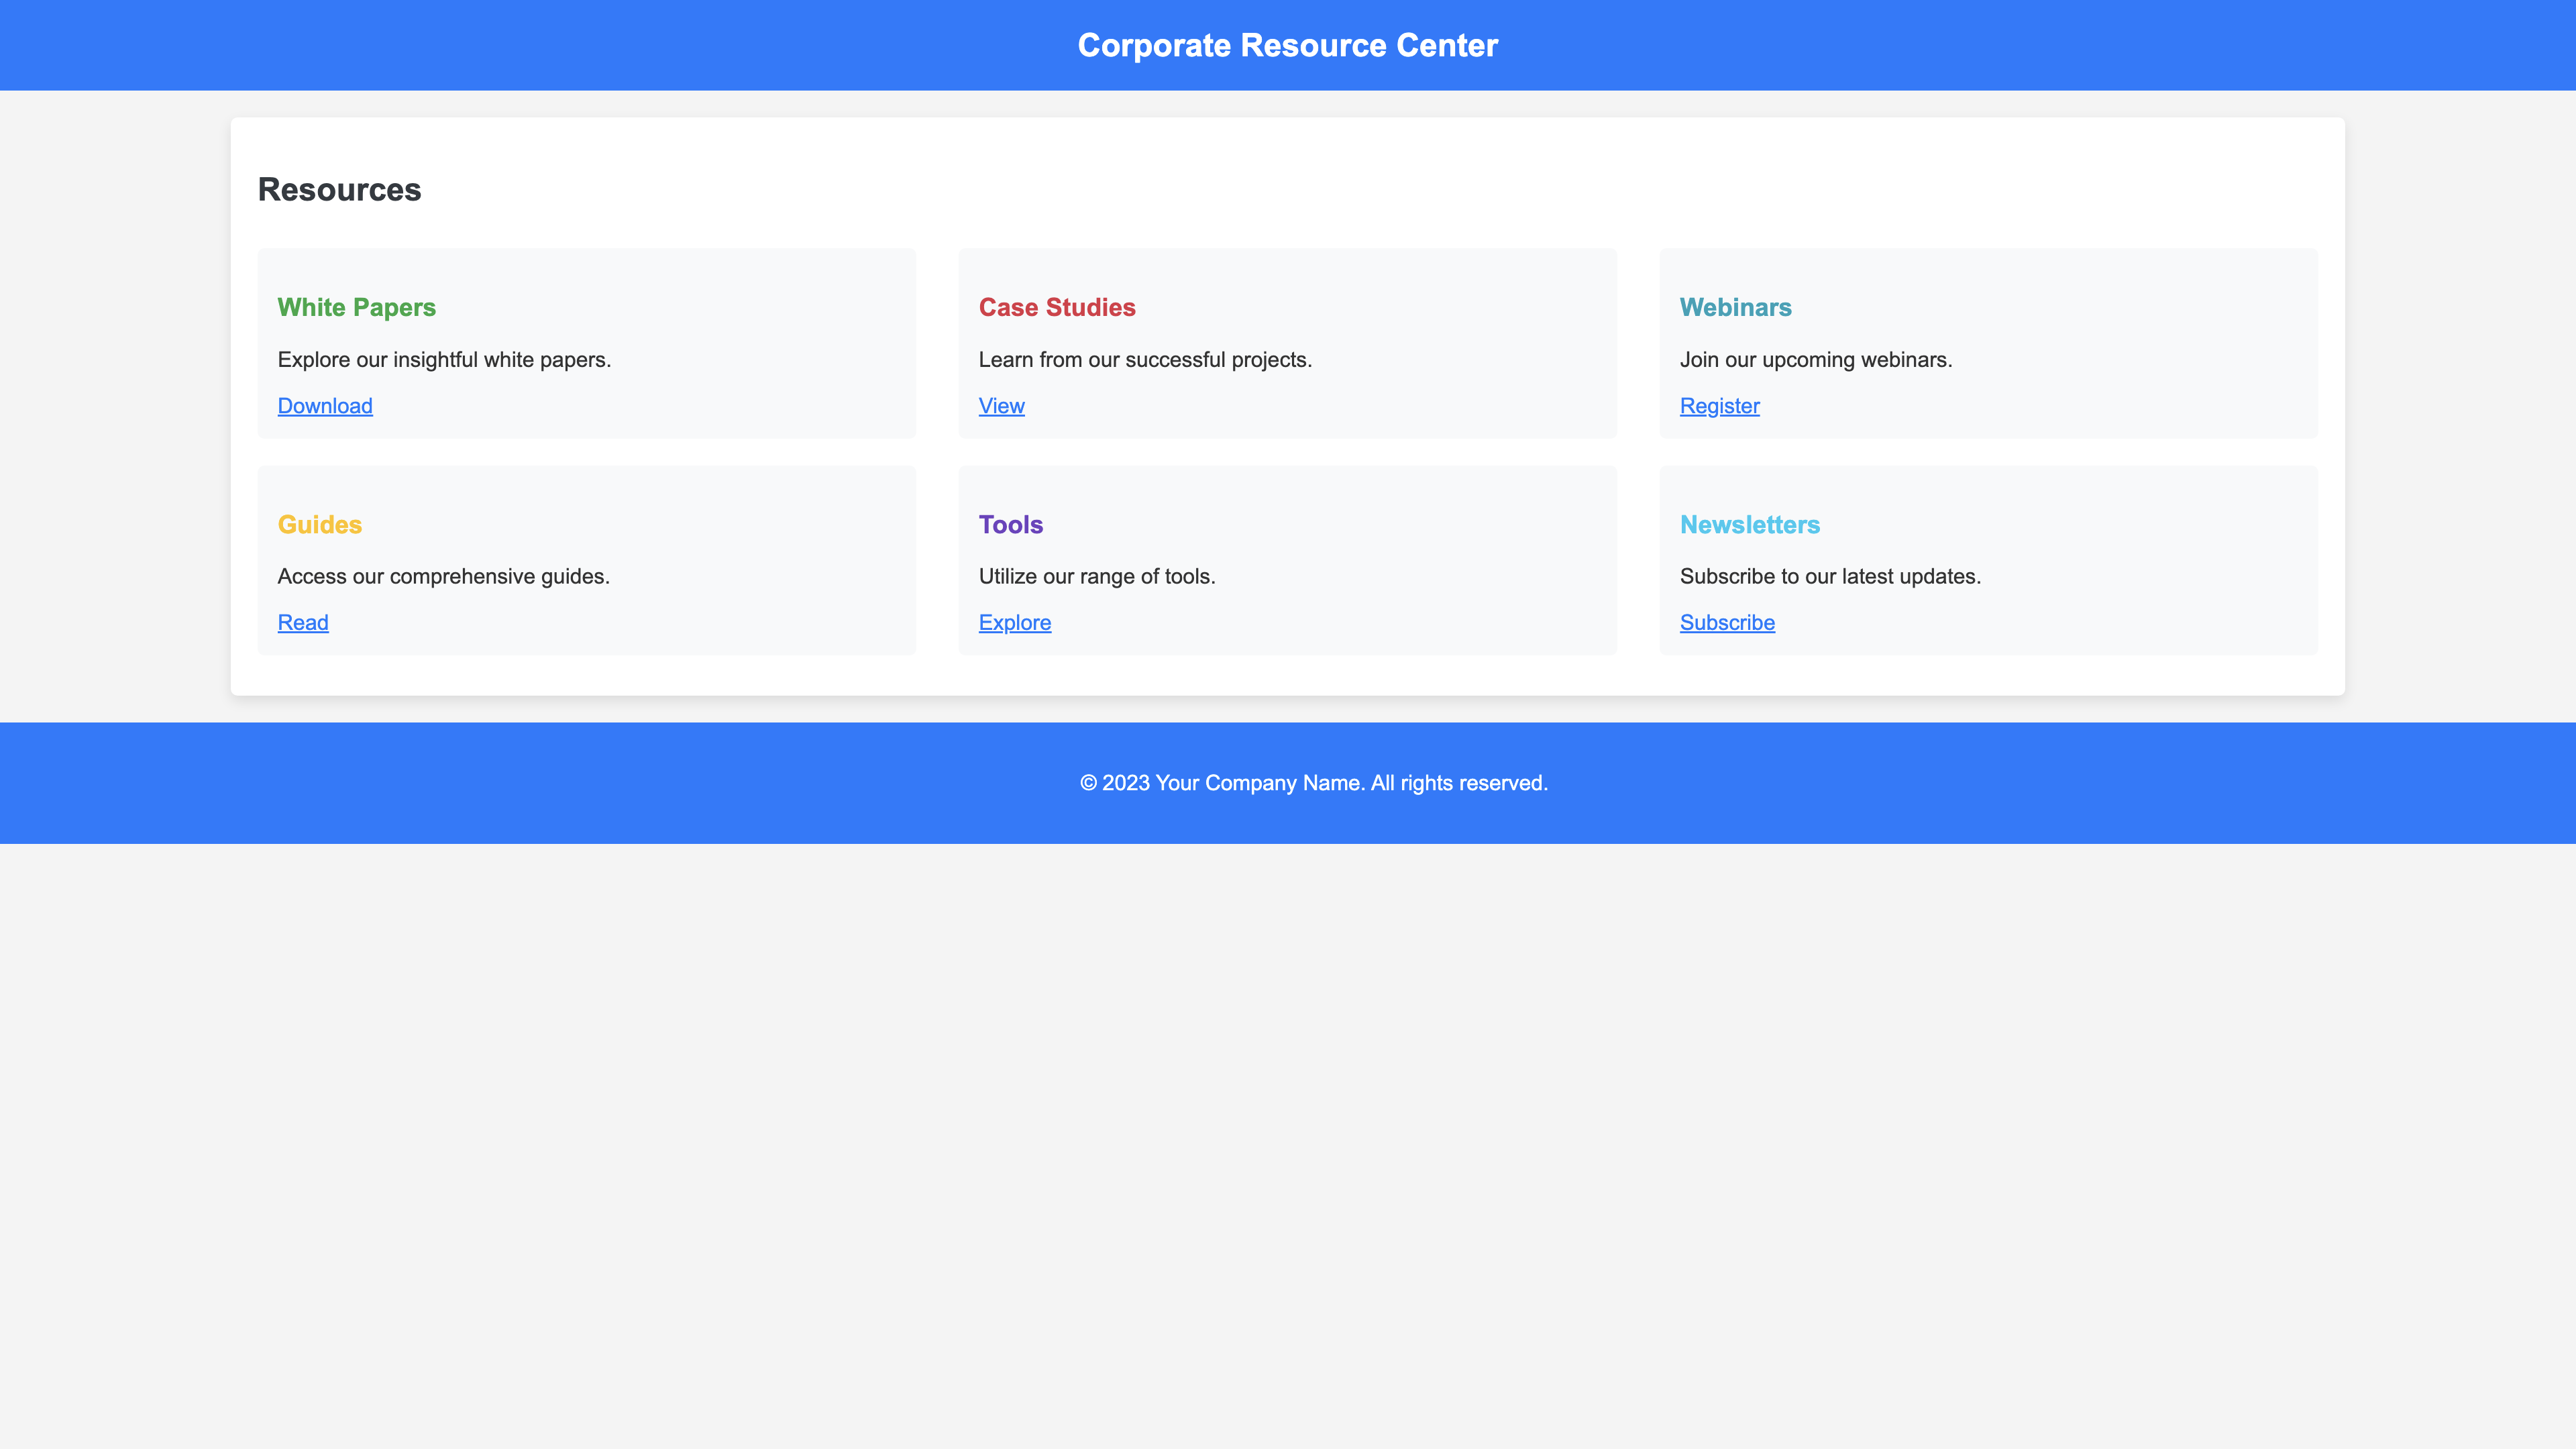 Corporate Resource Center
Resources
White Papers
Explore our insightful white papers.
Download
Case Studies
Learn from our successful projects.
View
Webinars
Join our upcoming webinars.
Register
Guides
Access our comprehensive guides.
Read
Tools
Utilize our range of tools.
Explore
Newsletters
Subscribe to our latest updates.
Subscribe
© 2023 Your Company Name. All rights reserved.